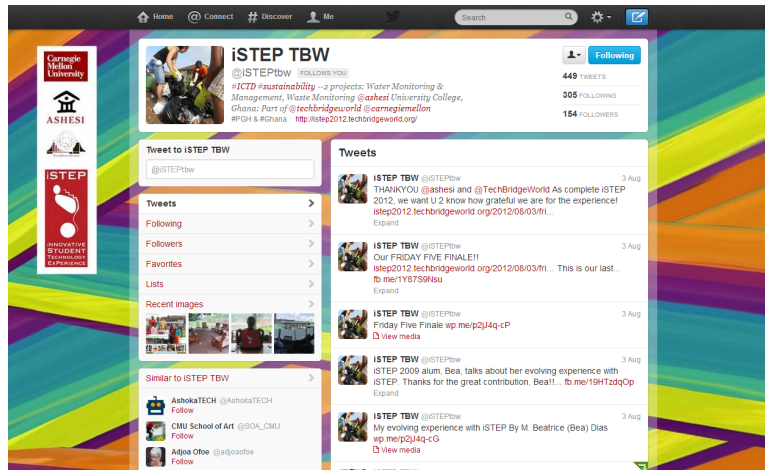 Home
@ Connect
# Discover
Me
Search
Carnegie
Mellon
University
ASHESI
iSTEP
iNNOVATIVE
STUDENT
TECHNOLOGY
EXPERIENCE
iSTEP TBW
@iSTEPtbw FOLLOWS YOU
#ICTD #sustainability --2 projects: Water Monitoring &
Management, Waste Monitoring @ashesi University College,
Ghana: Part of @techbridgeworld @carnegiemellon
#PGH & #Ghana · http://istep2012.techbridgeworld.org/
Following
449 TWEETS
305 FOLLOWING
154 FOLLOWERS
Tweet to iSTEP TBW
@iSTEPtbw
Tweets
Following
Followers
Favorites
Lists
Recent images
Similar to iSTEP TBW
AshokaTECH @AshokaTECH
Follow
CMU School of Art @SOA_CMU
Follow
Adjoa Ofoe @adjoaofoe
Follow
Tweets
iSTEP TBW @iSTEPtbw 3 Aug
THANKYOU @ashesi and @TechBridgeWorld As complete iSTEP
2012, we want U 2 know how grateful we are for the experience!
istep2012.techbridgeworld.org/2012/08/03/fri...
Expand
iSTEP TBW @iSTEPtbw 3 Aug
Our FRIDAY FIVE FINALE!!
istep2012.techbridgeworld.org/2012/08/03/fri... This is our last...
fb.me/1Y87S9Nsu
Expand
iSTEP TBW @iSTEPtbw 3 Aug
Friday Five Finale wp.me/p2jJ4q-cP
View media
iSTEP TBW @iSTEPtbw 3 Aug
iSTEP 2009 alum, Bea, talks about her evolving experience with
iSTEP. Thanks for the great contribution, Bea!!... fb.me/19HTzdqOp
Expand
iSTEP TBW @iSTEPtbw 3 Aug
My evolving experience with iSTEP By M. Beatrice (Bea) Dias
wp.me/p2jJ4q-cG
View media